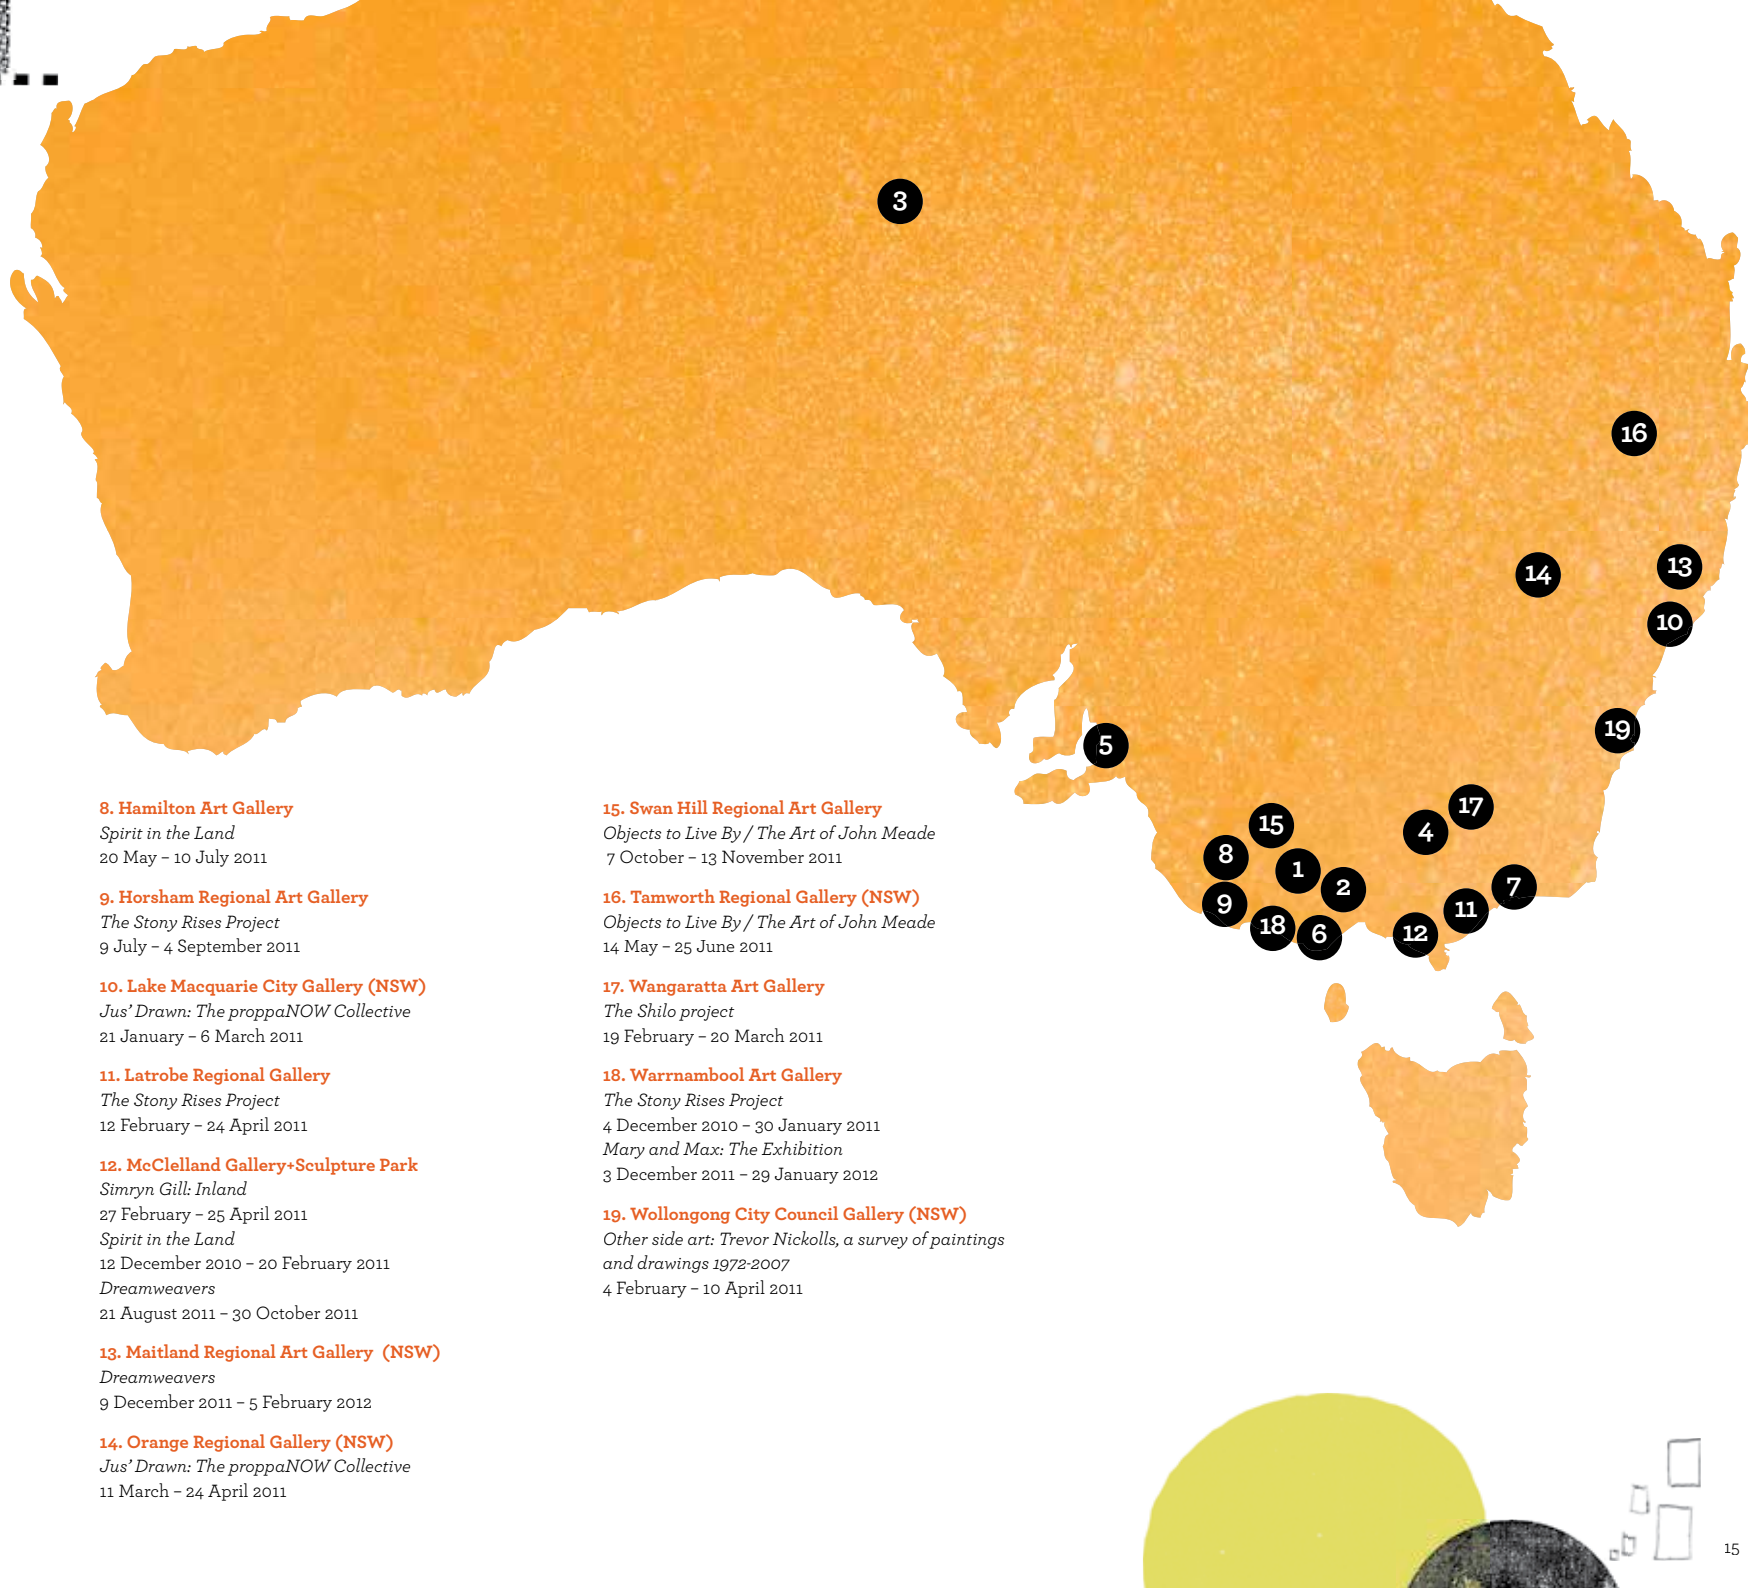 3
16
14
13
10
19
5
17
15
4
8
1
2
7
9
11
18
6
12
8. Hamilton Art Gallery
Spirit in the Land
20 May – 10 July 2011
9. Horsham Regional Art Gallery
The Stony Rises Project
9 July – 4 September 2011
10. Lake Macquarie City Gallery (NSW)
Jus’ Drawn: The proppaNOW Collective
21 January – 6 March 2011
11. Latrobe Regional Gallery
The Stony Rises Project
12 February – 24 April 2011
12. McClelland Gallery+Sculpture Park
Simryn Gill: Inland
27 February – 25 April 2011
Spirit in the Land
12 December 2010 – 20 February 2011
Dreamweavers
21 August 2011 – 30 October 2011
13. Maitland Regional Art Gallery (NSW)
Dreamweavers
9 December 2011 – 5 February 2012
14. Orange Regional Gallery (NSW)
Jus’ Drawn: The proppaNOW Collective
11 March – 24 April 2011
15. Swan Hill Regional Art Gallery
Objects to Live By / The Art of John Meade
7 October – 13 November 2011
16. Tamworth Regional Gallery (NSW)
Objects to Live By / The Art of John Meade
14 May – 25 June 2011
17. Wangaratta Art Gallery
The Shilo project
19 February – 20 March 2011
18. Warrnambool Art Gallery
The Stony Rises Project
4 December 2010 – 30 January 2011
Mary and Max: The Exhibition
3 December 2011 – 29 January 2012
19. Wollongong City Council Gallery (NSW)
Other side art: Trevor Nickolls, a survey of paintings
and drawings 1972-2007
4 February – 10 April 2011
15